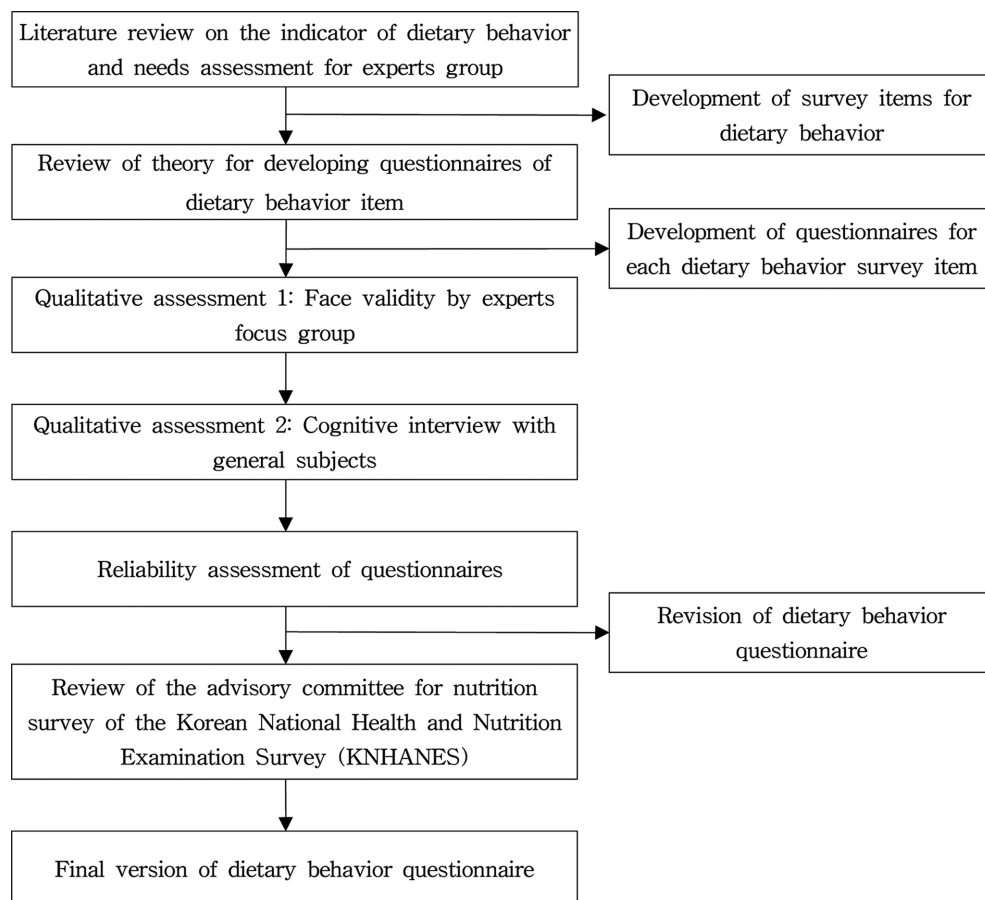 Literature review on the indicator of dietary behavior
and needs assessment for experts group
Development of survey items for
dietary behavior
Review of theory for developing questionnaires of
dietary behavior item
Development of questionnaires for
each dietary behavior survey item
Qualitative assessment 1: Face validity by experts
focus group
Qualitative assessment 2: Cognitive interview with
general subjects
Reliability assessment of questionnaires
Revision of dietary behavior
questionnaire
Review of the advisory committee for nutrition
survey of the Korean National Health and Nutrition
Examination Survey (KNHANES)
Final version of dietary behavior questionnaire